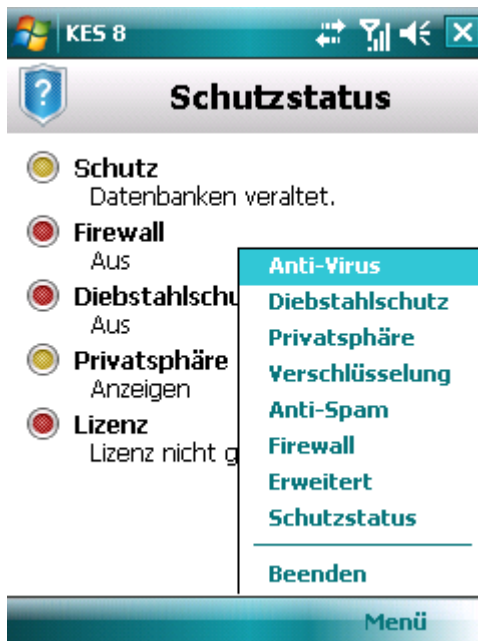 KES 8
Schutzstatus
Schutz
Datenbanken veraltet.
Firewall
Aus
Diebstahlschu
Aus
Privatsphäre
Anzeigen
Lizenz
Lizenz nicht g
Anti-Virus
Diebstahlschutz
Privatsphäre
Verschlüsselung
Anti-Spam
Firewall
Erweitert
Schutzstatus
Beenden
Menü